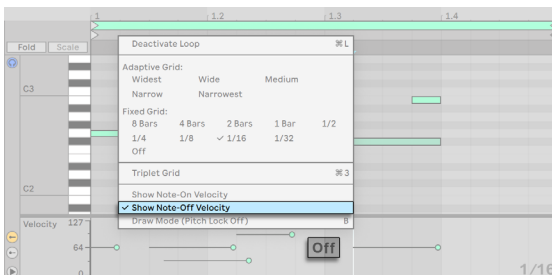 1 1.2 1.3 1.4
Fold Scale
Deactivate Loop ⌘L
Adaptive Grid:
Widest Wide Medium
Narrow Narrowest
C3
Fixed Grid:
8 Bars 4 Bars 2 Bars 1 Bar 1/2
1/4 1/8 ✓ 1/16 1/32
Off
Triplet Grid ⌘3
C2
Show Note-On Velocity
✓ Show Note-Off Velocity
Draw Mode (Pitch Lock Off) B
Velocity 127
Off
64
0
1/16